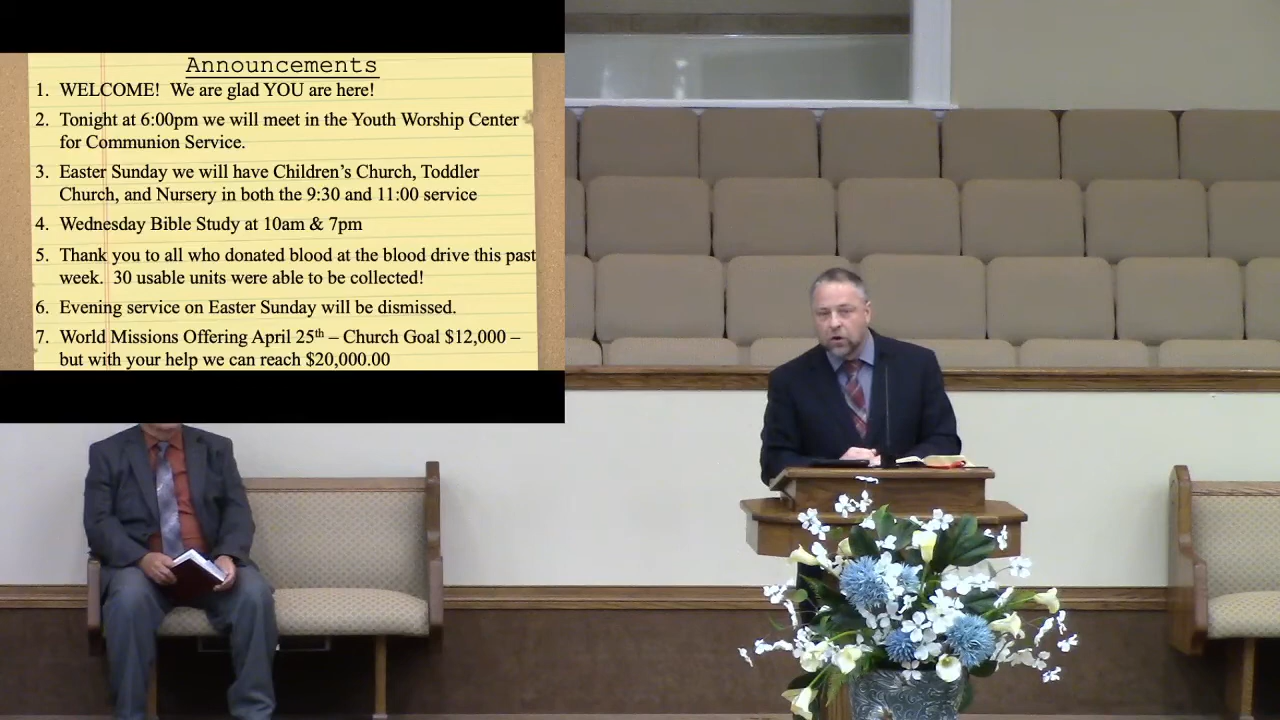 Announcements
1. WELCOME! We are glad YOU are here!
2. Tonight at 6:00pm we will meet in the Youth Worship Center
for Communion Service.
3. Easter Sunday we will have Children's Church, Toddler
Church, and Nursery in both the 9:30 and 11:00 service
4. Wednesday Bible Study at 10am & 7pm
5. Thank you to all who donated blood at the blood drive this past
week. 30 usable units were able to be collected!
6. Evening service on Easter Sunday will be dismissed.
7. World Missions Offering April 25th – Church Goal $12,000 –
but with your help we can reach $20,000.00